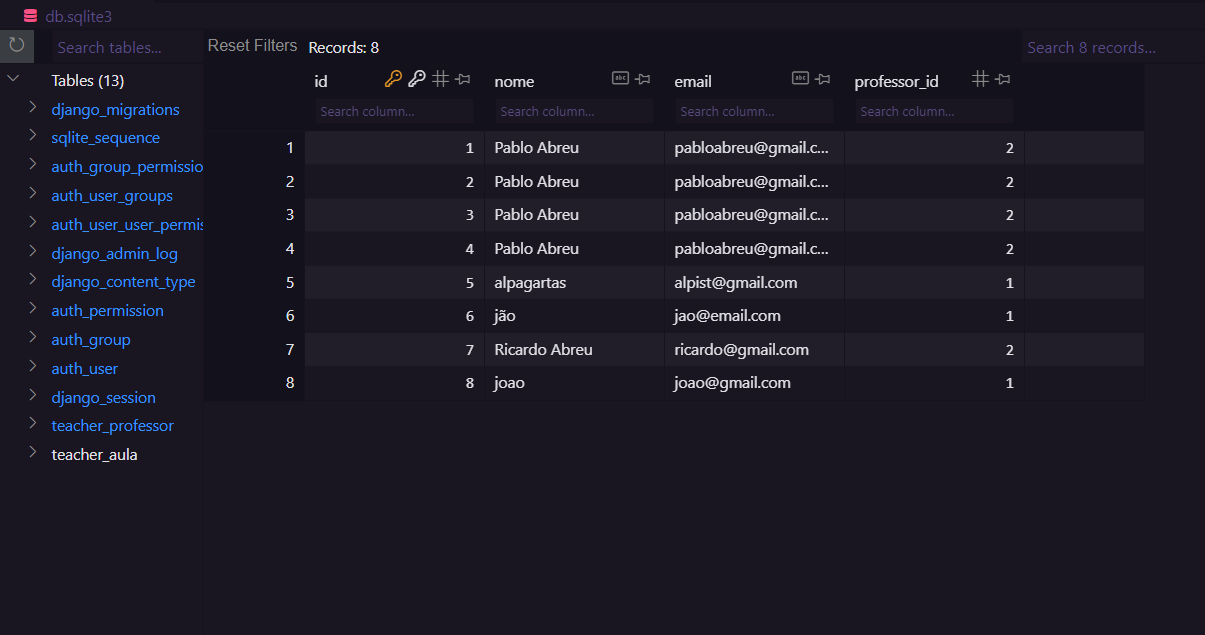 db.sqlite3
Search tables... Reset Filters Records: 8 Search 8 records...
Tables (13)
django_migrations
sqlite_sequence
auth_group_permissio
auth_user_groups
auth_user_user_permis
django_admin_log
django_content_type
auth_permission
auth_group
auth_user
django_session
teacher_professor
teacher_aula
id nome email professor_id
Search column... Search column... Search column... Search column...
1 1 Pablo Abreu pabloabreu@gmail.c... 2
2 2 Pablo Abreu pabloabreu@gmail.c... 2
3 3 Pablo Abreu pabloabreu@gmail.c... 2
4 4 Pablo Abreu pabloabreu@gmail.c... 2
5 5 alpagartas alpist@gmail.com 1
6 6 jão jao@email.com 1
7 7 Ricardo Abreu ricardo@gmail.com 2
8 8 joao joao@gmail.com 1